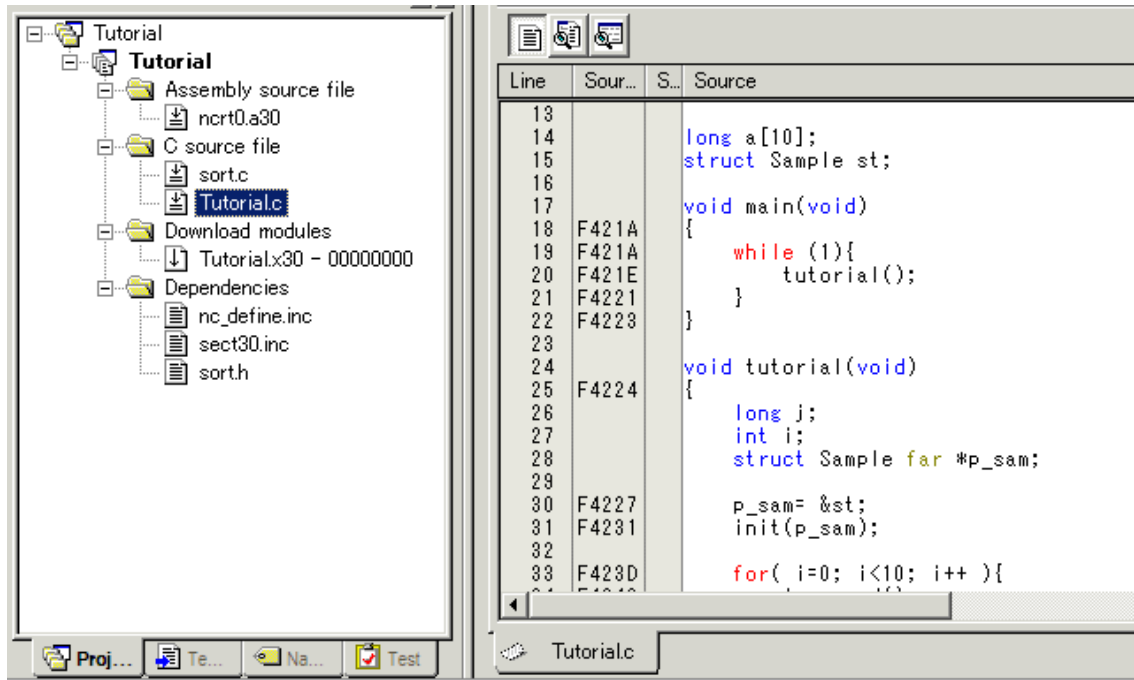 Tutorial
Tutorial
Assembly source file
ncrt0.a30
C source file
sort.c
Tutorial.c
Download modules
Tutorial.x30 - 00000000
Dependencies
nc_define.inc
sect30.inc
sort.h
Proj... Te... Na... Test
Line Sour... S... Source
13
14 long a[10];
15 struct Sample st;
16
17 void main(void)
18 F421A {
19 F421A while (1){
20 F421E tutorial();
21 F4221 }
22 F4223 }
23
24 void tutorial(void)
25 F4224 {
26 long j;
27 int i;
28 struct Sample far *p_sam;
29
30 F4227 p_sam= &st;
31 F4231 init(p_sam);
32
33 F423D for( i=0; i<10; i++ ){
Tutorial.c